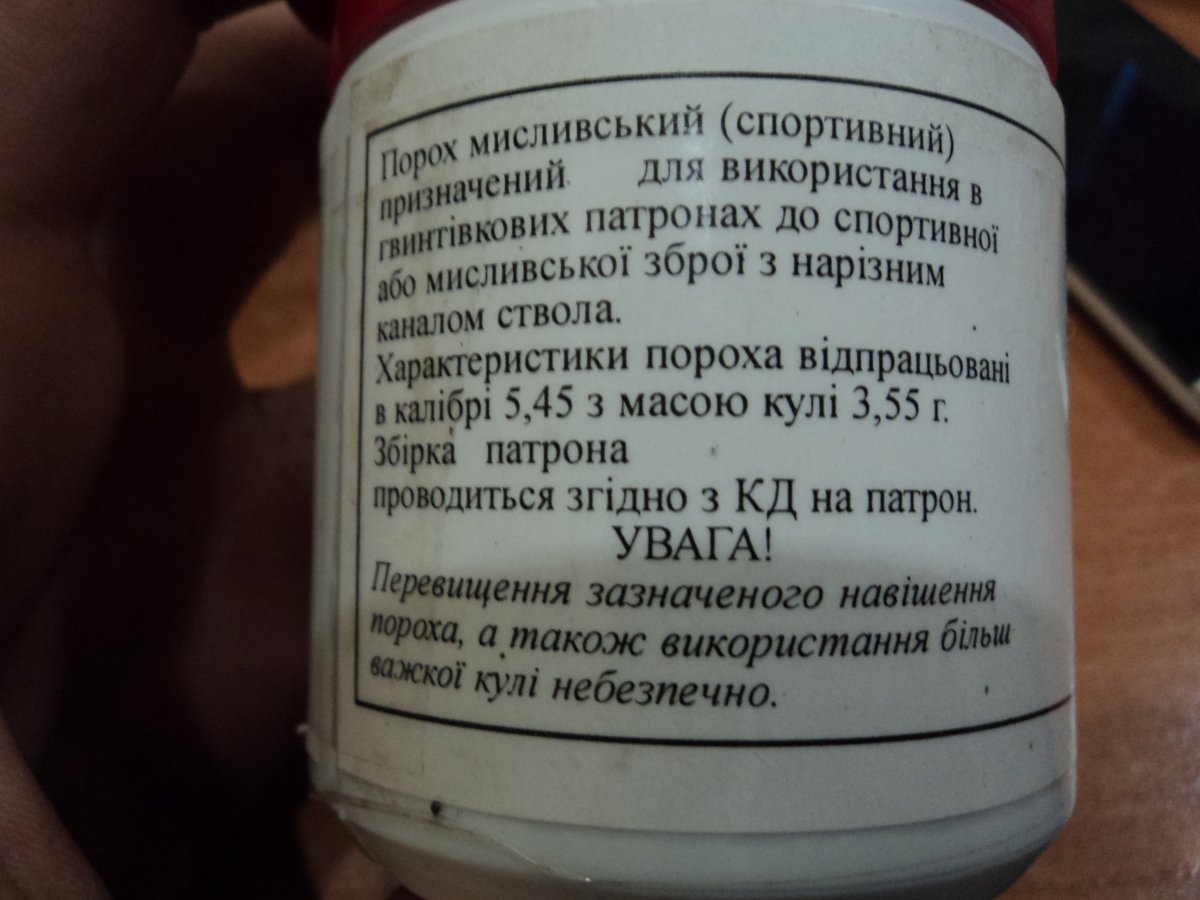 Порох мисливський (спортивний)
призначений для використання в
гвинтівкових патронах до спортивної
або мисливської зброї з нарізним
каналом ствола.
Характеристики пороха відпрацьовані
в калібрі 5,45 з масою кулі 3,55 г.
Збірка патрона
проводиться згідно з КД на патрон.
УВАГА!
Перевищення зазначеного навішення
пороха, а також використання більш
важкої кулі небезпечно.